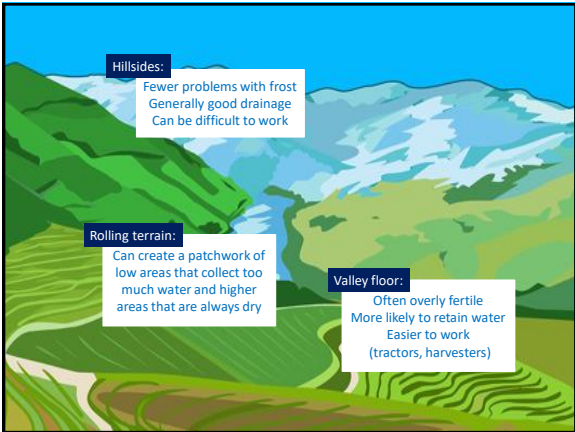 Hillsides:
Fewer problems with frost
Generally good drainage
Can be difficult to work
Rolling terrain:
Can create a patchwork of
low areas that collect too
much water and higher
areas that are always dry
Valley floor:
Often overly fertile
More likely to retain water
Easier to work
(tractors, harvesters)